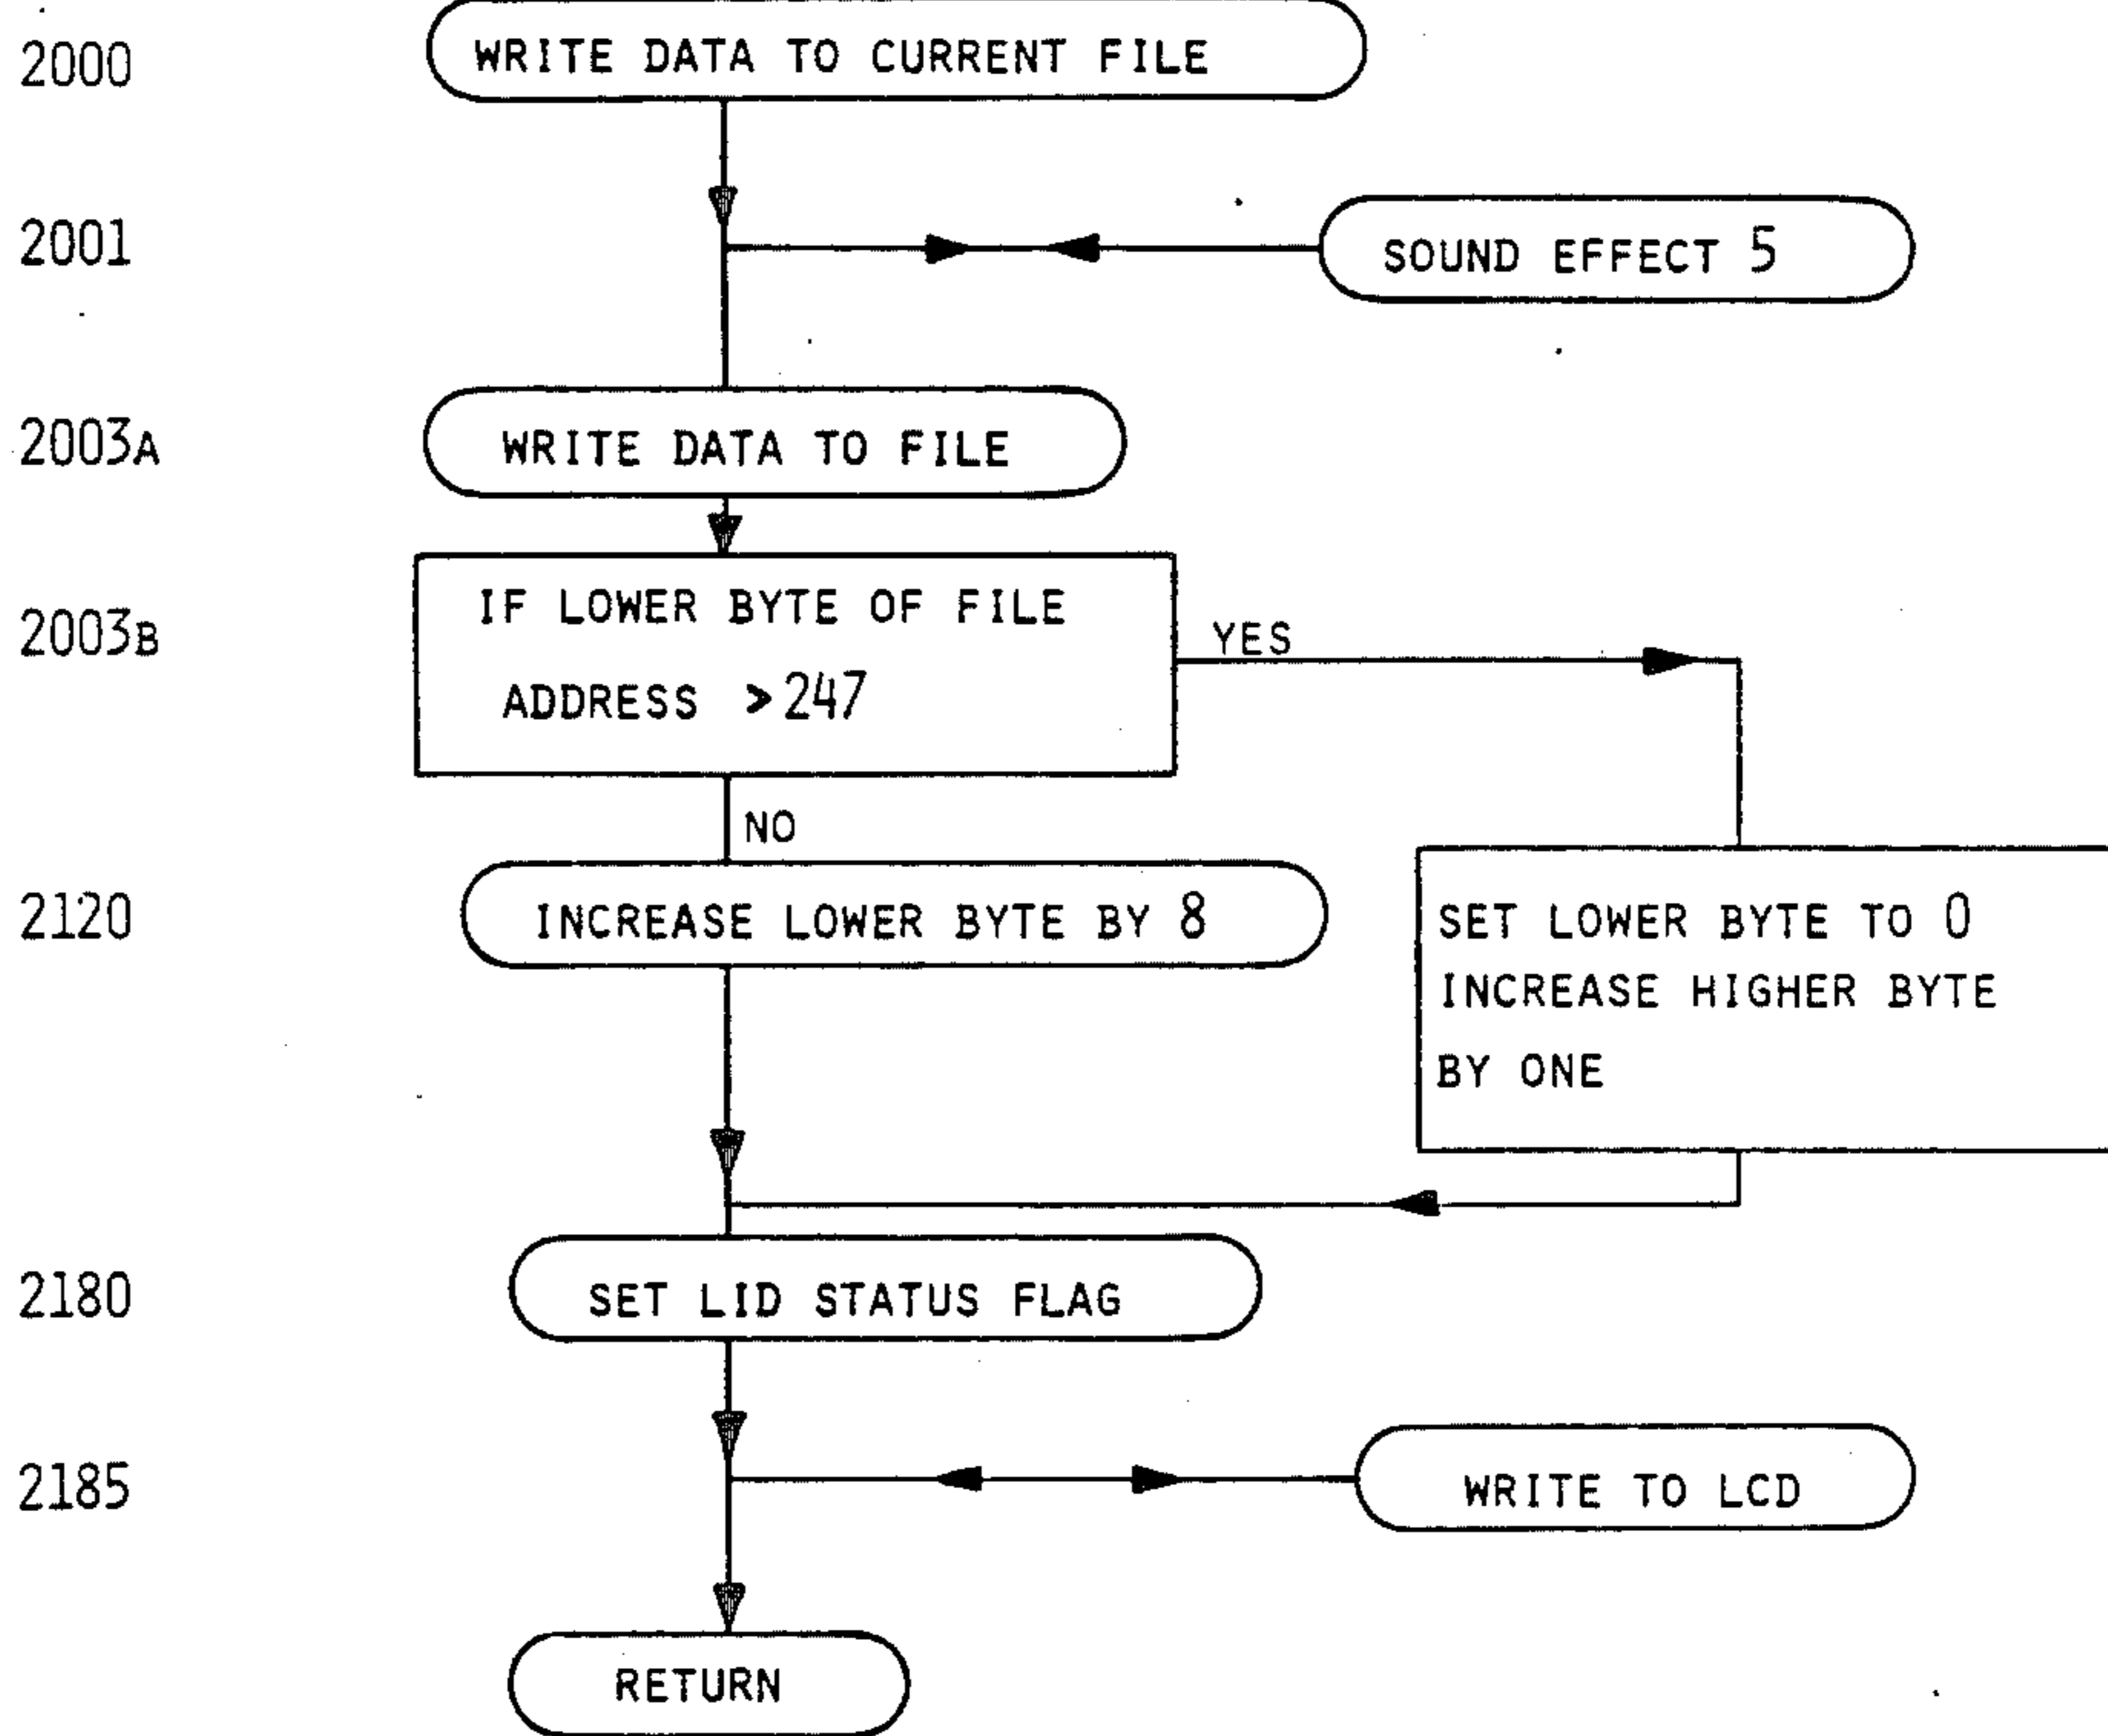 2000 WRITE DATA TO CURRENT FILE
2001 SOUND EFFECT 5
2003A WRITE DATA TO FILE
2003B IF LOWER BYTE OF FILE
ADDRESS >247
YES
NO
2120 INCREASE LOWER BYTE BY 8
SET LOWER BYTE TO 0
INCREASE HIGHER BYTE
BY ONE
2180 SET LID STATUS FLAG
2185 WRITE TO LCD
RETURN